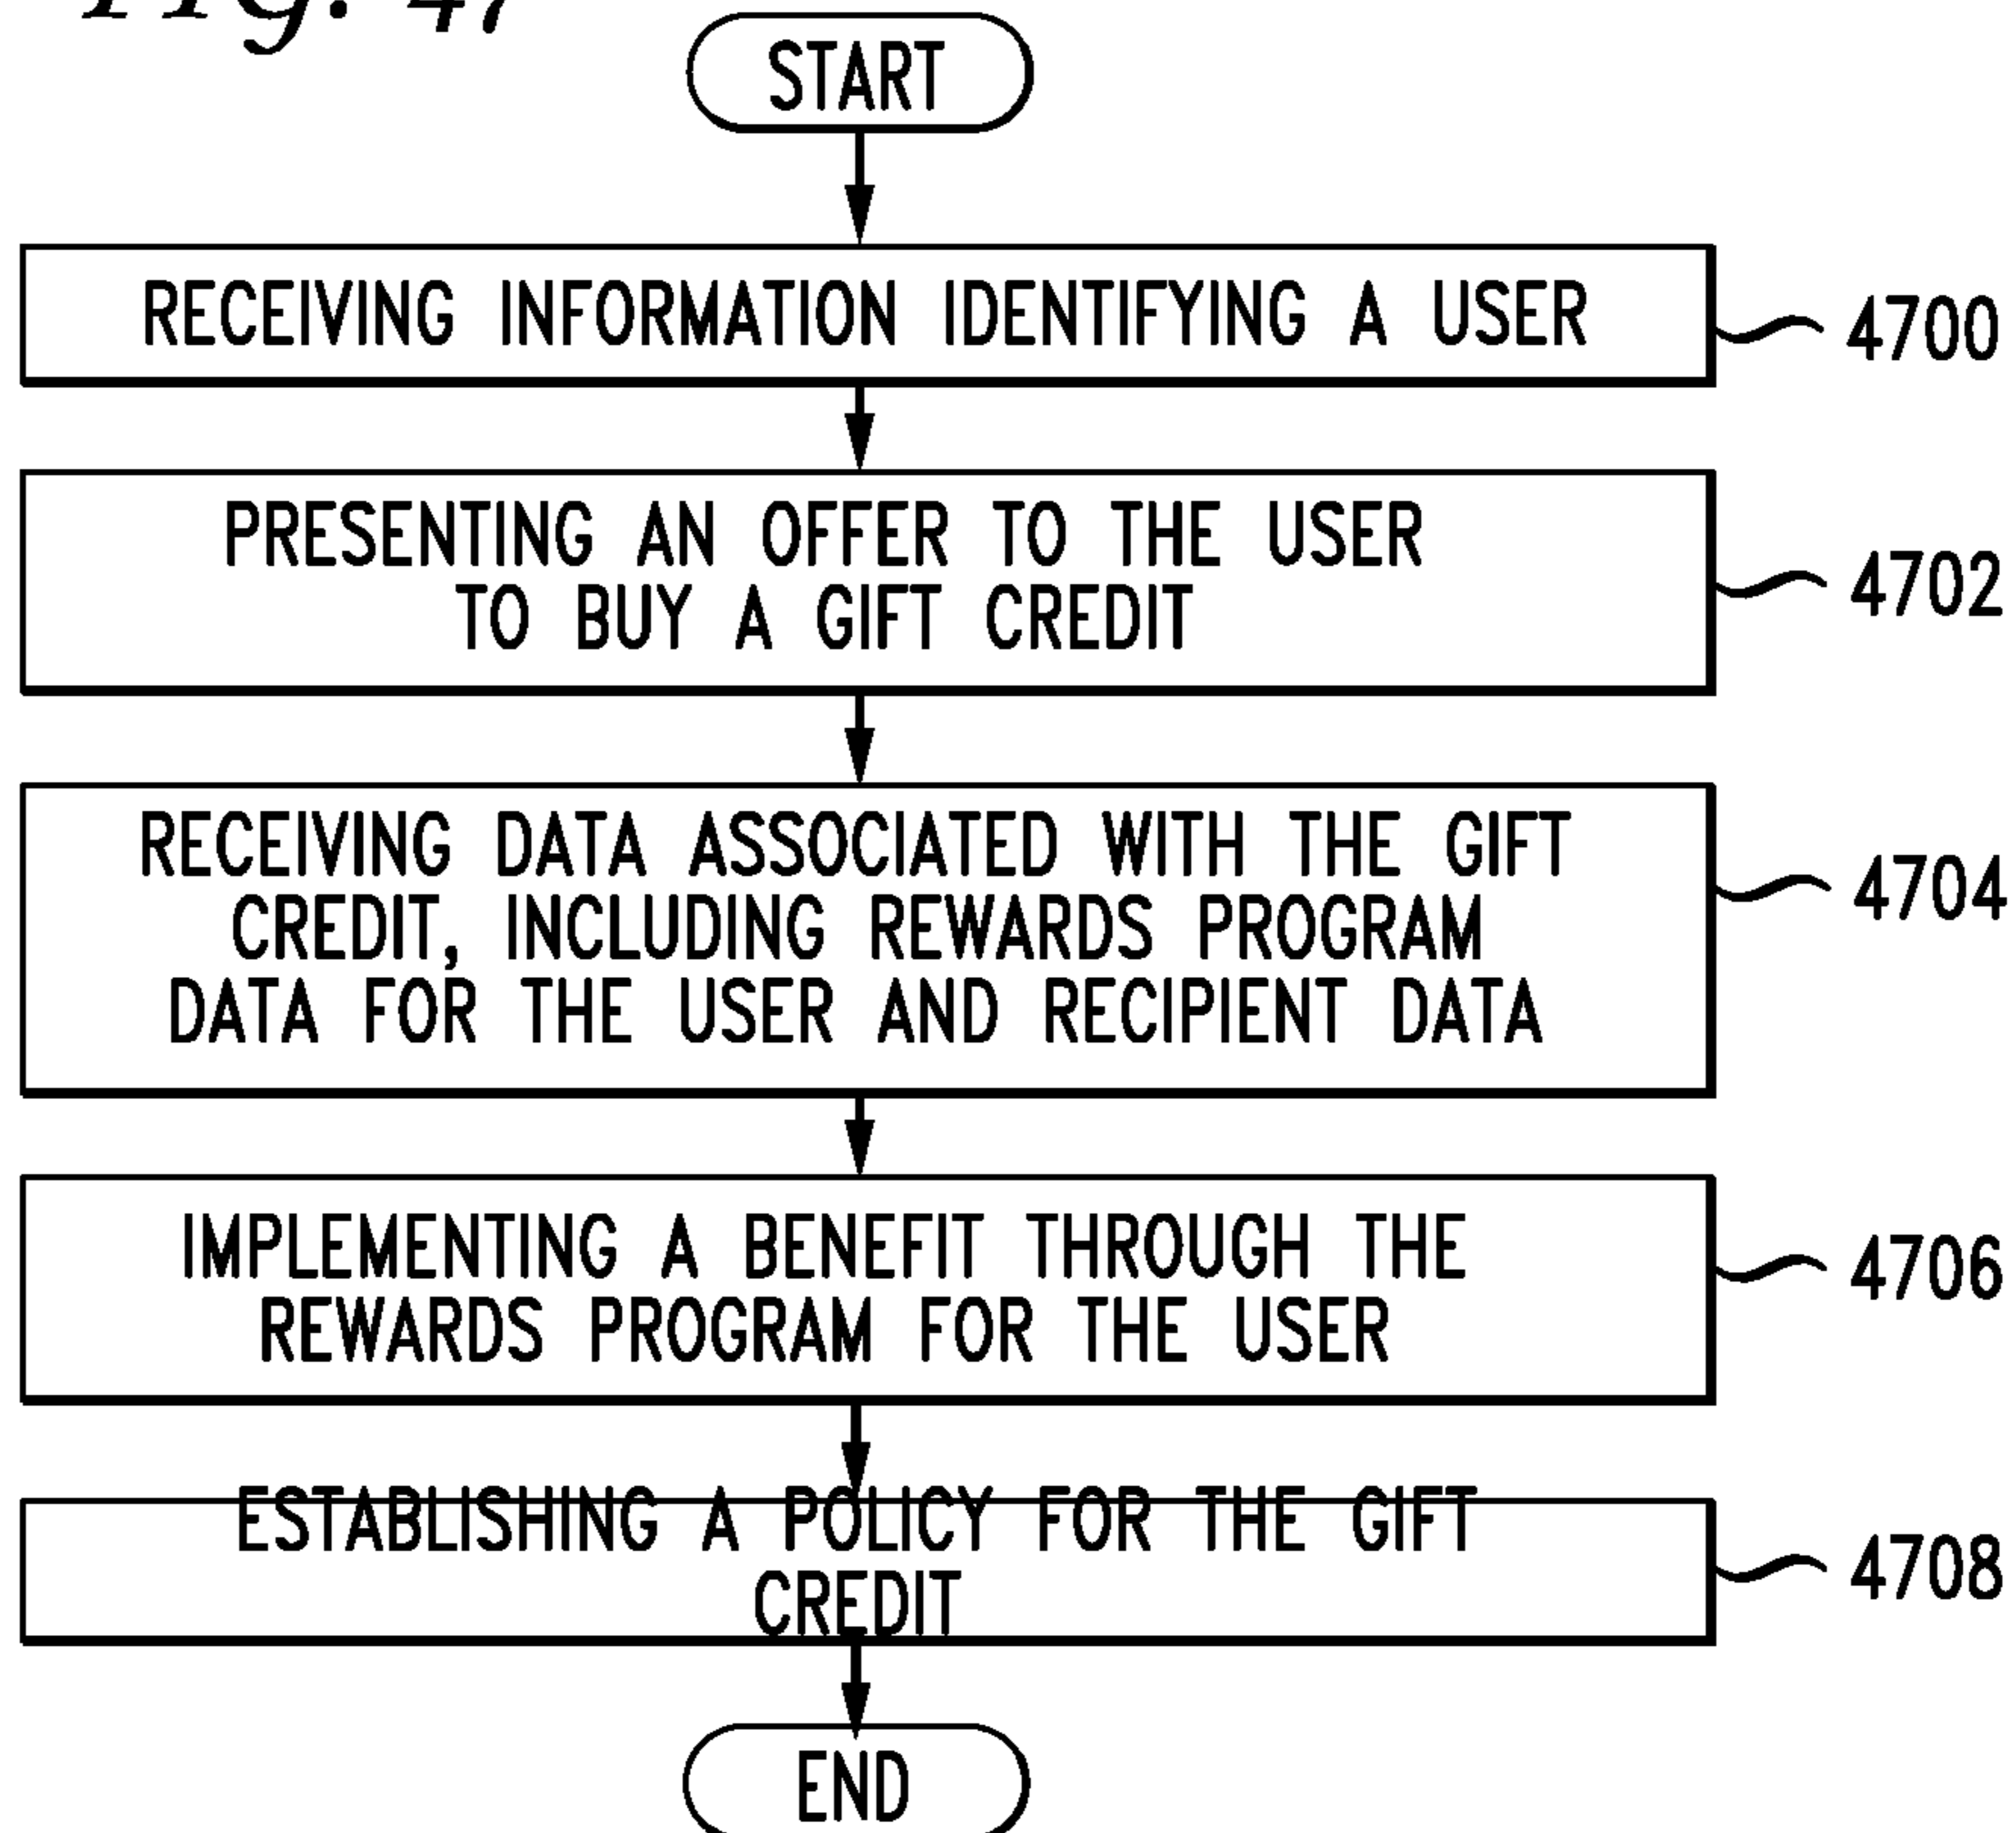 Fig. 47
START
RECEIVING INFORMATION IDENTIFYING A USER
4700
PRESENTING AN OFFER TO THE USER
TO BUY A GIFT CREDIT
4702
RECEIVING DATA ASSOCIATED WITH THE GIFT
CREDIT, INCLUDING REWARDS PROGRAM
DATA FOR THE USER AND RECIPIENT DATA
4704
IMPLEMENTING A BENEFIT THROUGH THE
REWARDS PROGRAM FOR THE USER
4706
ESTABLISHING A POLICY FOR THE GIFT
CREDIT
4708
END